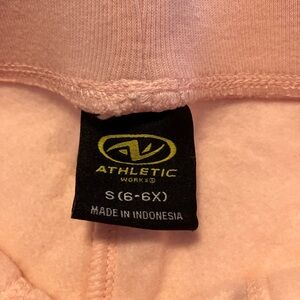 ATHLETIC
WORKS®
S (6-6X)
MADE IN INDONESIA